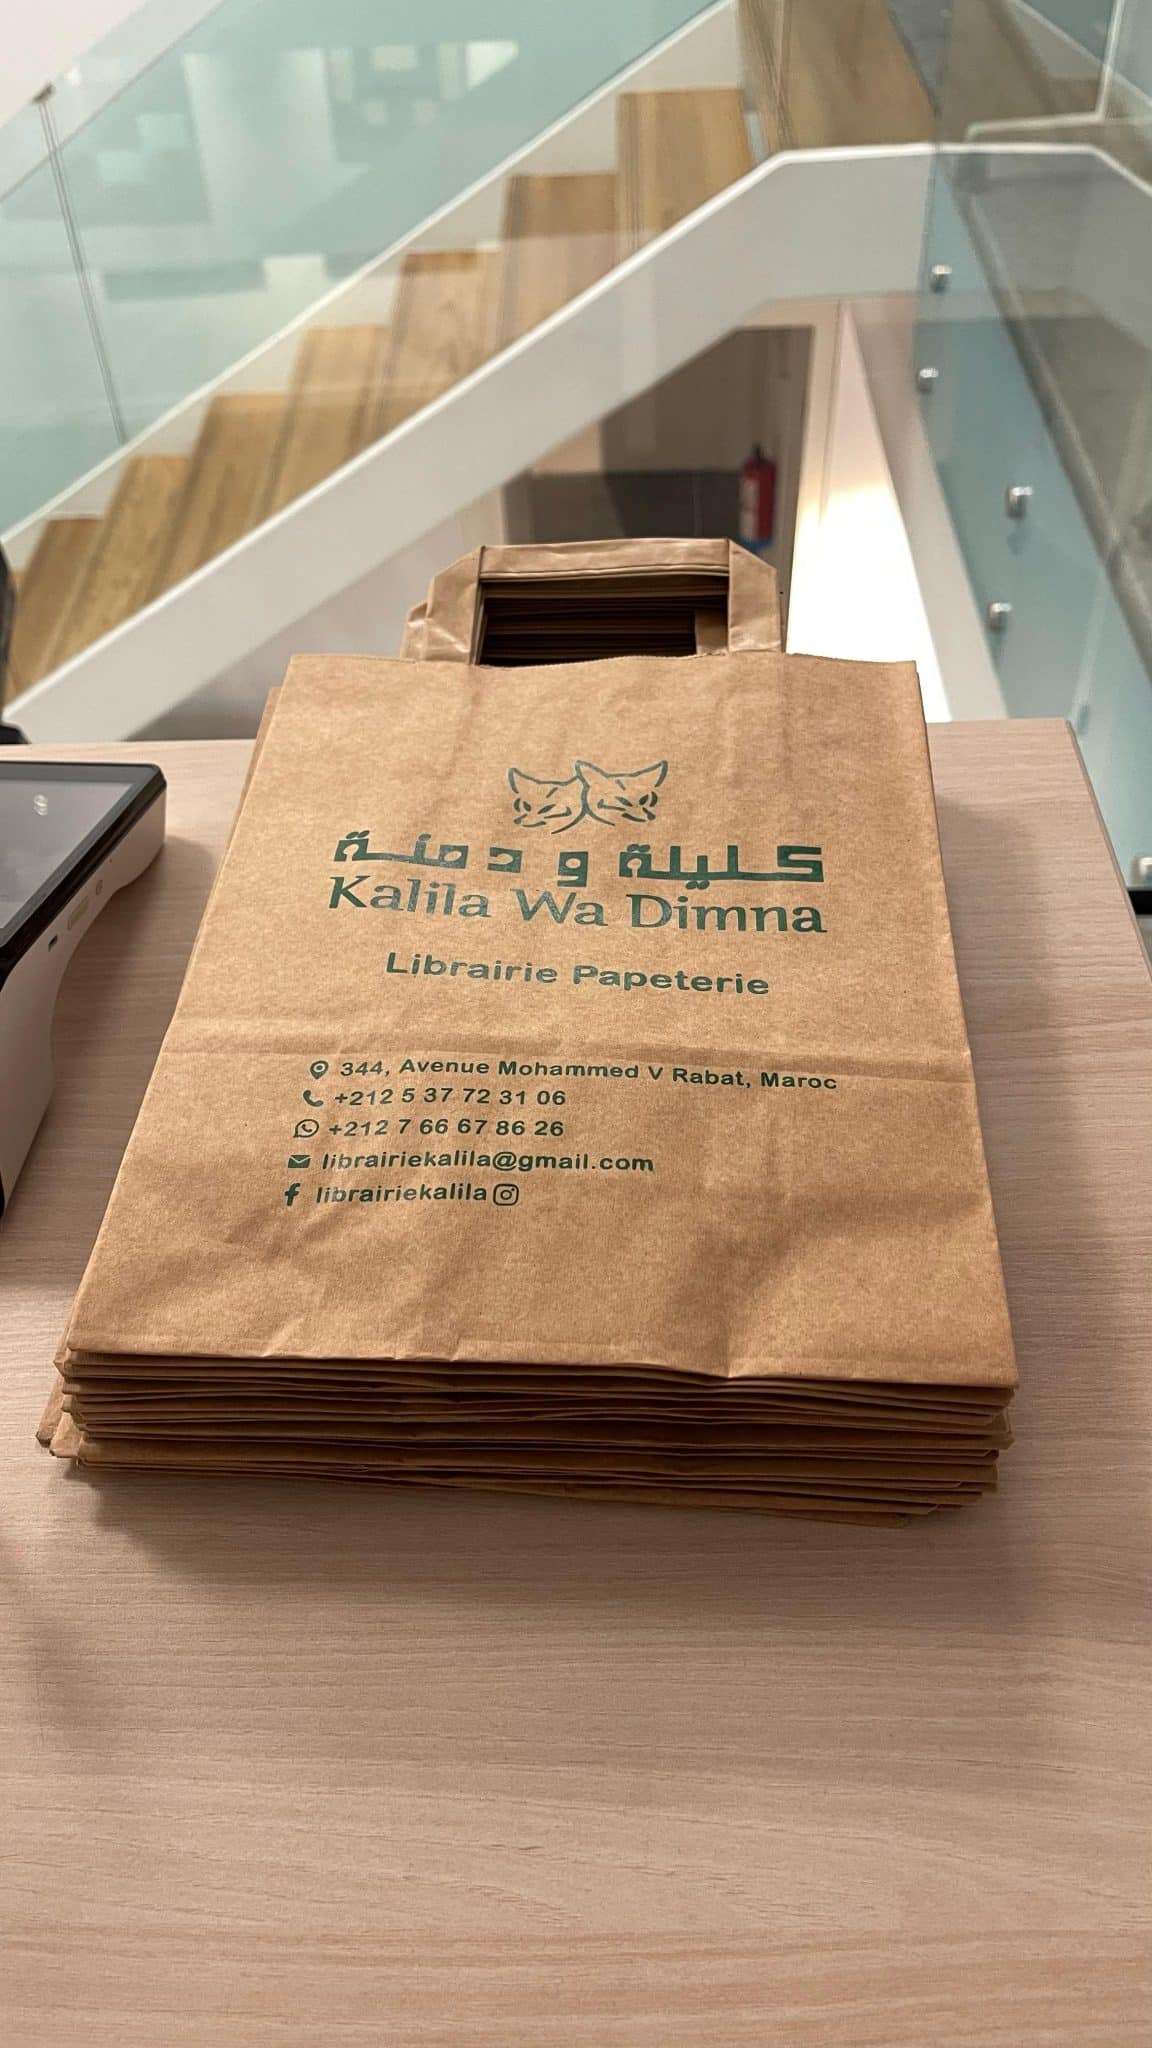 كليلة و دمنة
Kalila Wa Dimna
Librairie Papeterie
344, Avenue Mohammed V Rabat, Maroc
+212 5 37 72 31 06
+212 7 66 67 86 26
librairiekalila@gmail.com
librairiekalila